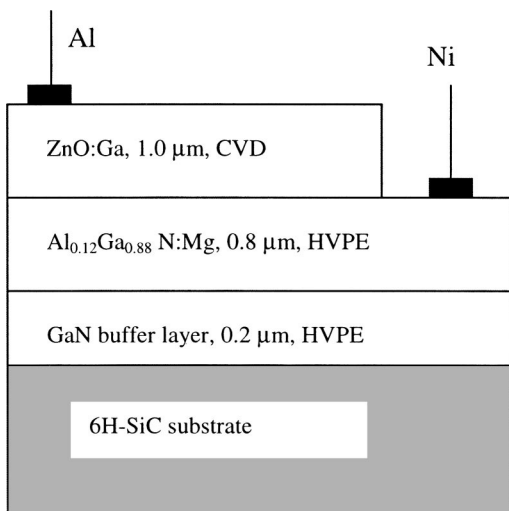 Al
Ni
ZnO:Ga, 1.0 μm, CVD
Al₀.₁₂Ga₀.₈₈ N:Mg, 0.8 μm, HVPE
GaN buffer layer, 0.2 μm, HVPE
6H-SiC substrate